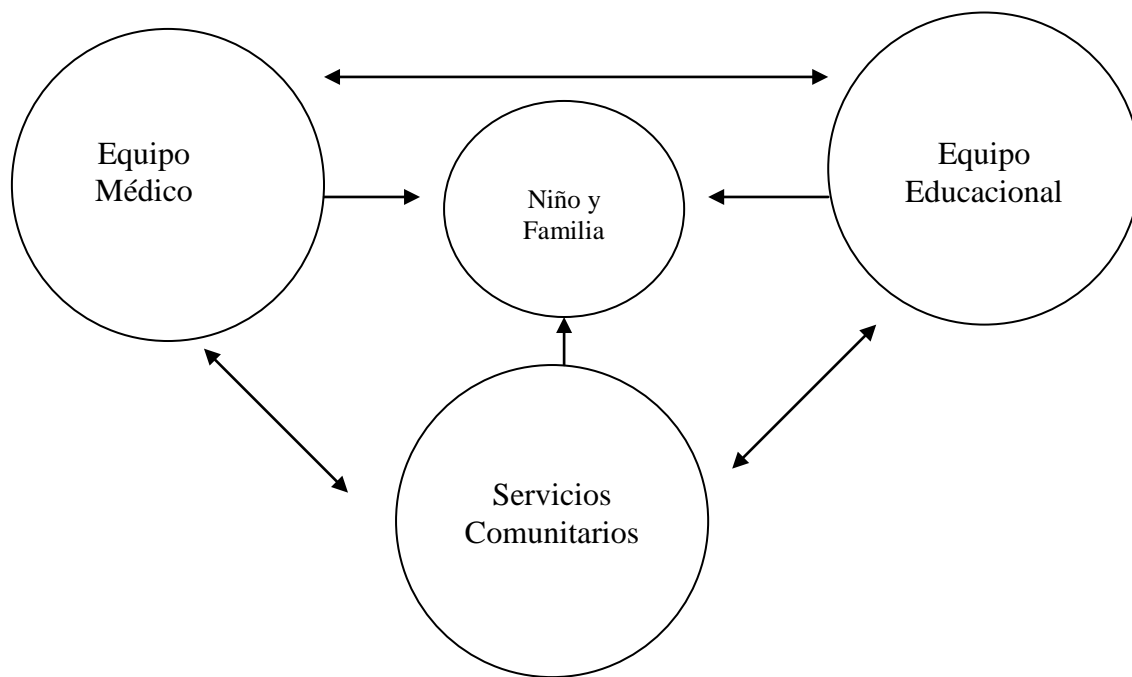 Equipo
Médico
Niño y
Familia
Equipo
Educacional
Servicios
Comunitarios